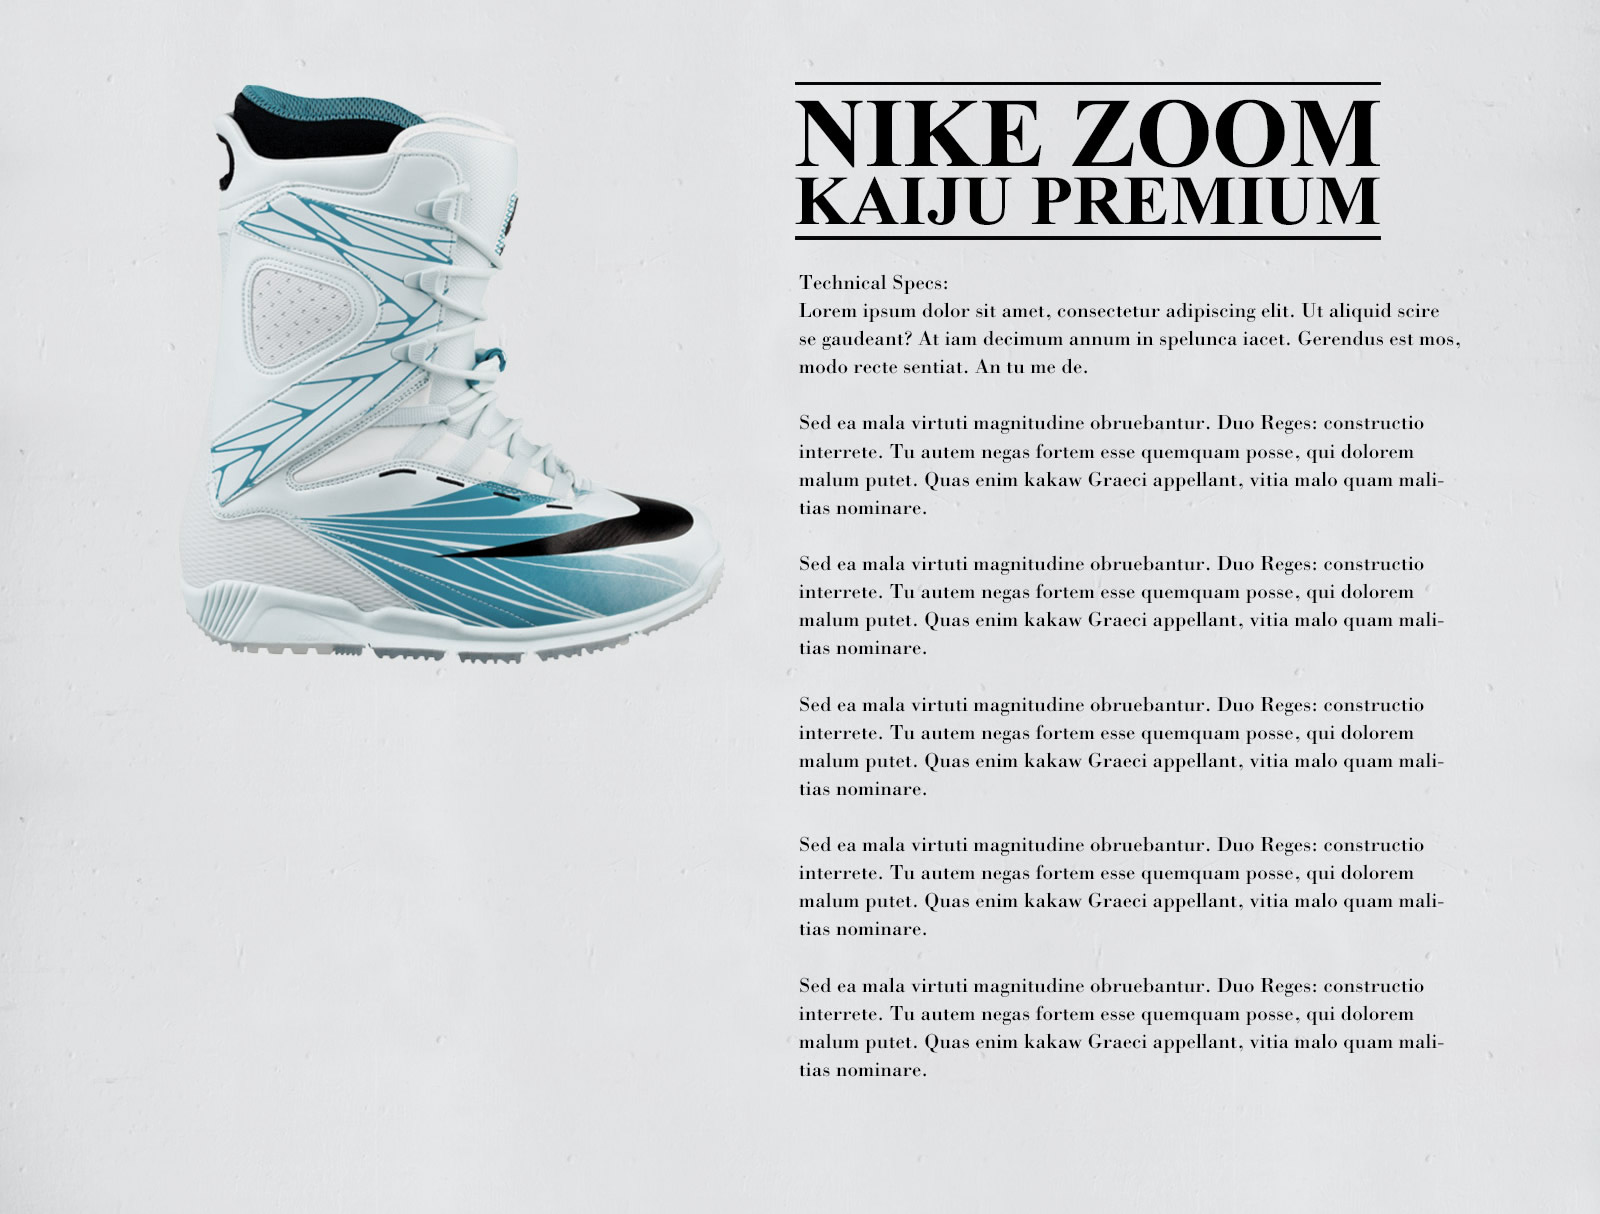 NIKE ZOOM
KAIJU PREMIUM
Technical Specs:
Lorem ipsum dolor sit amet, consectetur adipiscing elit. Ut aliquid scire
se gaudeant? At iam decimum annum in spelunca iacet. Gerendus est mos,
modo recte sentiat. An tu me de.
Sed ea mala virtuti magnitudine obruebantur. Duo Reges: constructio
interrete. Tu autem negas fortem esse quemquam posse, qui dolorem
malum putet. Quas enim kakaw Graeci appellant, vitia malo quam mali-
tias nominare.
Sed ea mala virtuti magnitudine obruebantur. Duo Reges: constructio
interrete. Tu autem negas fortem esse quemquam posse, qui dolorem
malum putet. Quas enim kakaw Graeci appellant, vitia malo quam mali-
tias nominare.
Sed ea mala virtuti magnitudine obruebantur. Duo Reges: constructio
interrete. Tu autem negas fortem esse quemquam posse, qui dolorem
malum putet. Quas enim kakaw Graeci appellant, vitia malo quam mali-
tias nominare.
Sed ea mala virtuti magnitudine obruebantur. Duo Reges: constructio
interrete. Tu autem negas fortem esse quemquam posse, qui dolorem
malum putet. Quas enim kakaw Graeci appellant, vitia malo quam mali-
tias nominare.
Sed ea mala virtuti magnitudine obruebantur. Duo Reges: constructio
interrete. Tu autem negas fortem esse quemquam posse, qui dolorem
malum putet. Quas enim kakaw Graeci appellant, vitia malo quam mali-
tias nominare.